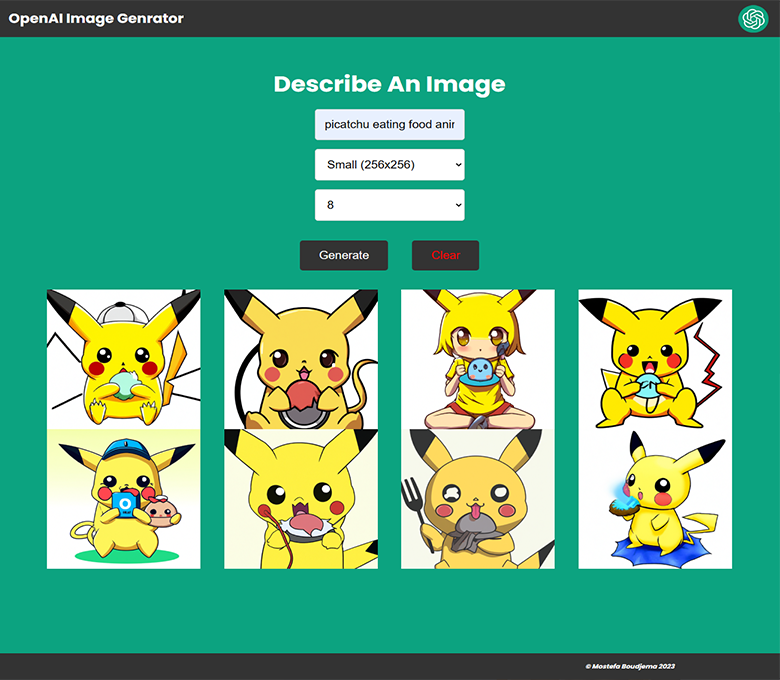 OpenAI Image Genrator
Describe An Image
picatchu eating food anir
Small (256x256)
8
Generate
Clear
© Mostefa Boudjema 2023